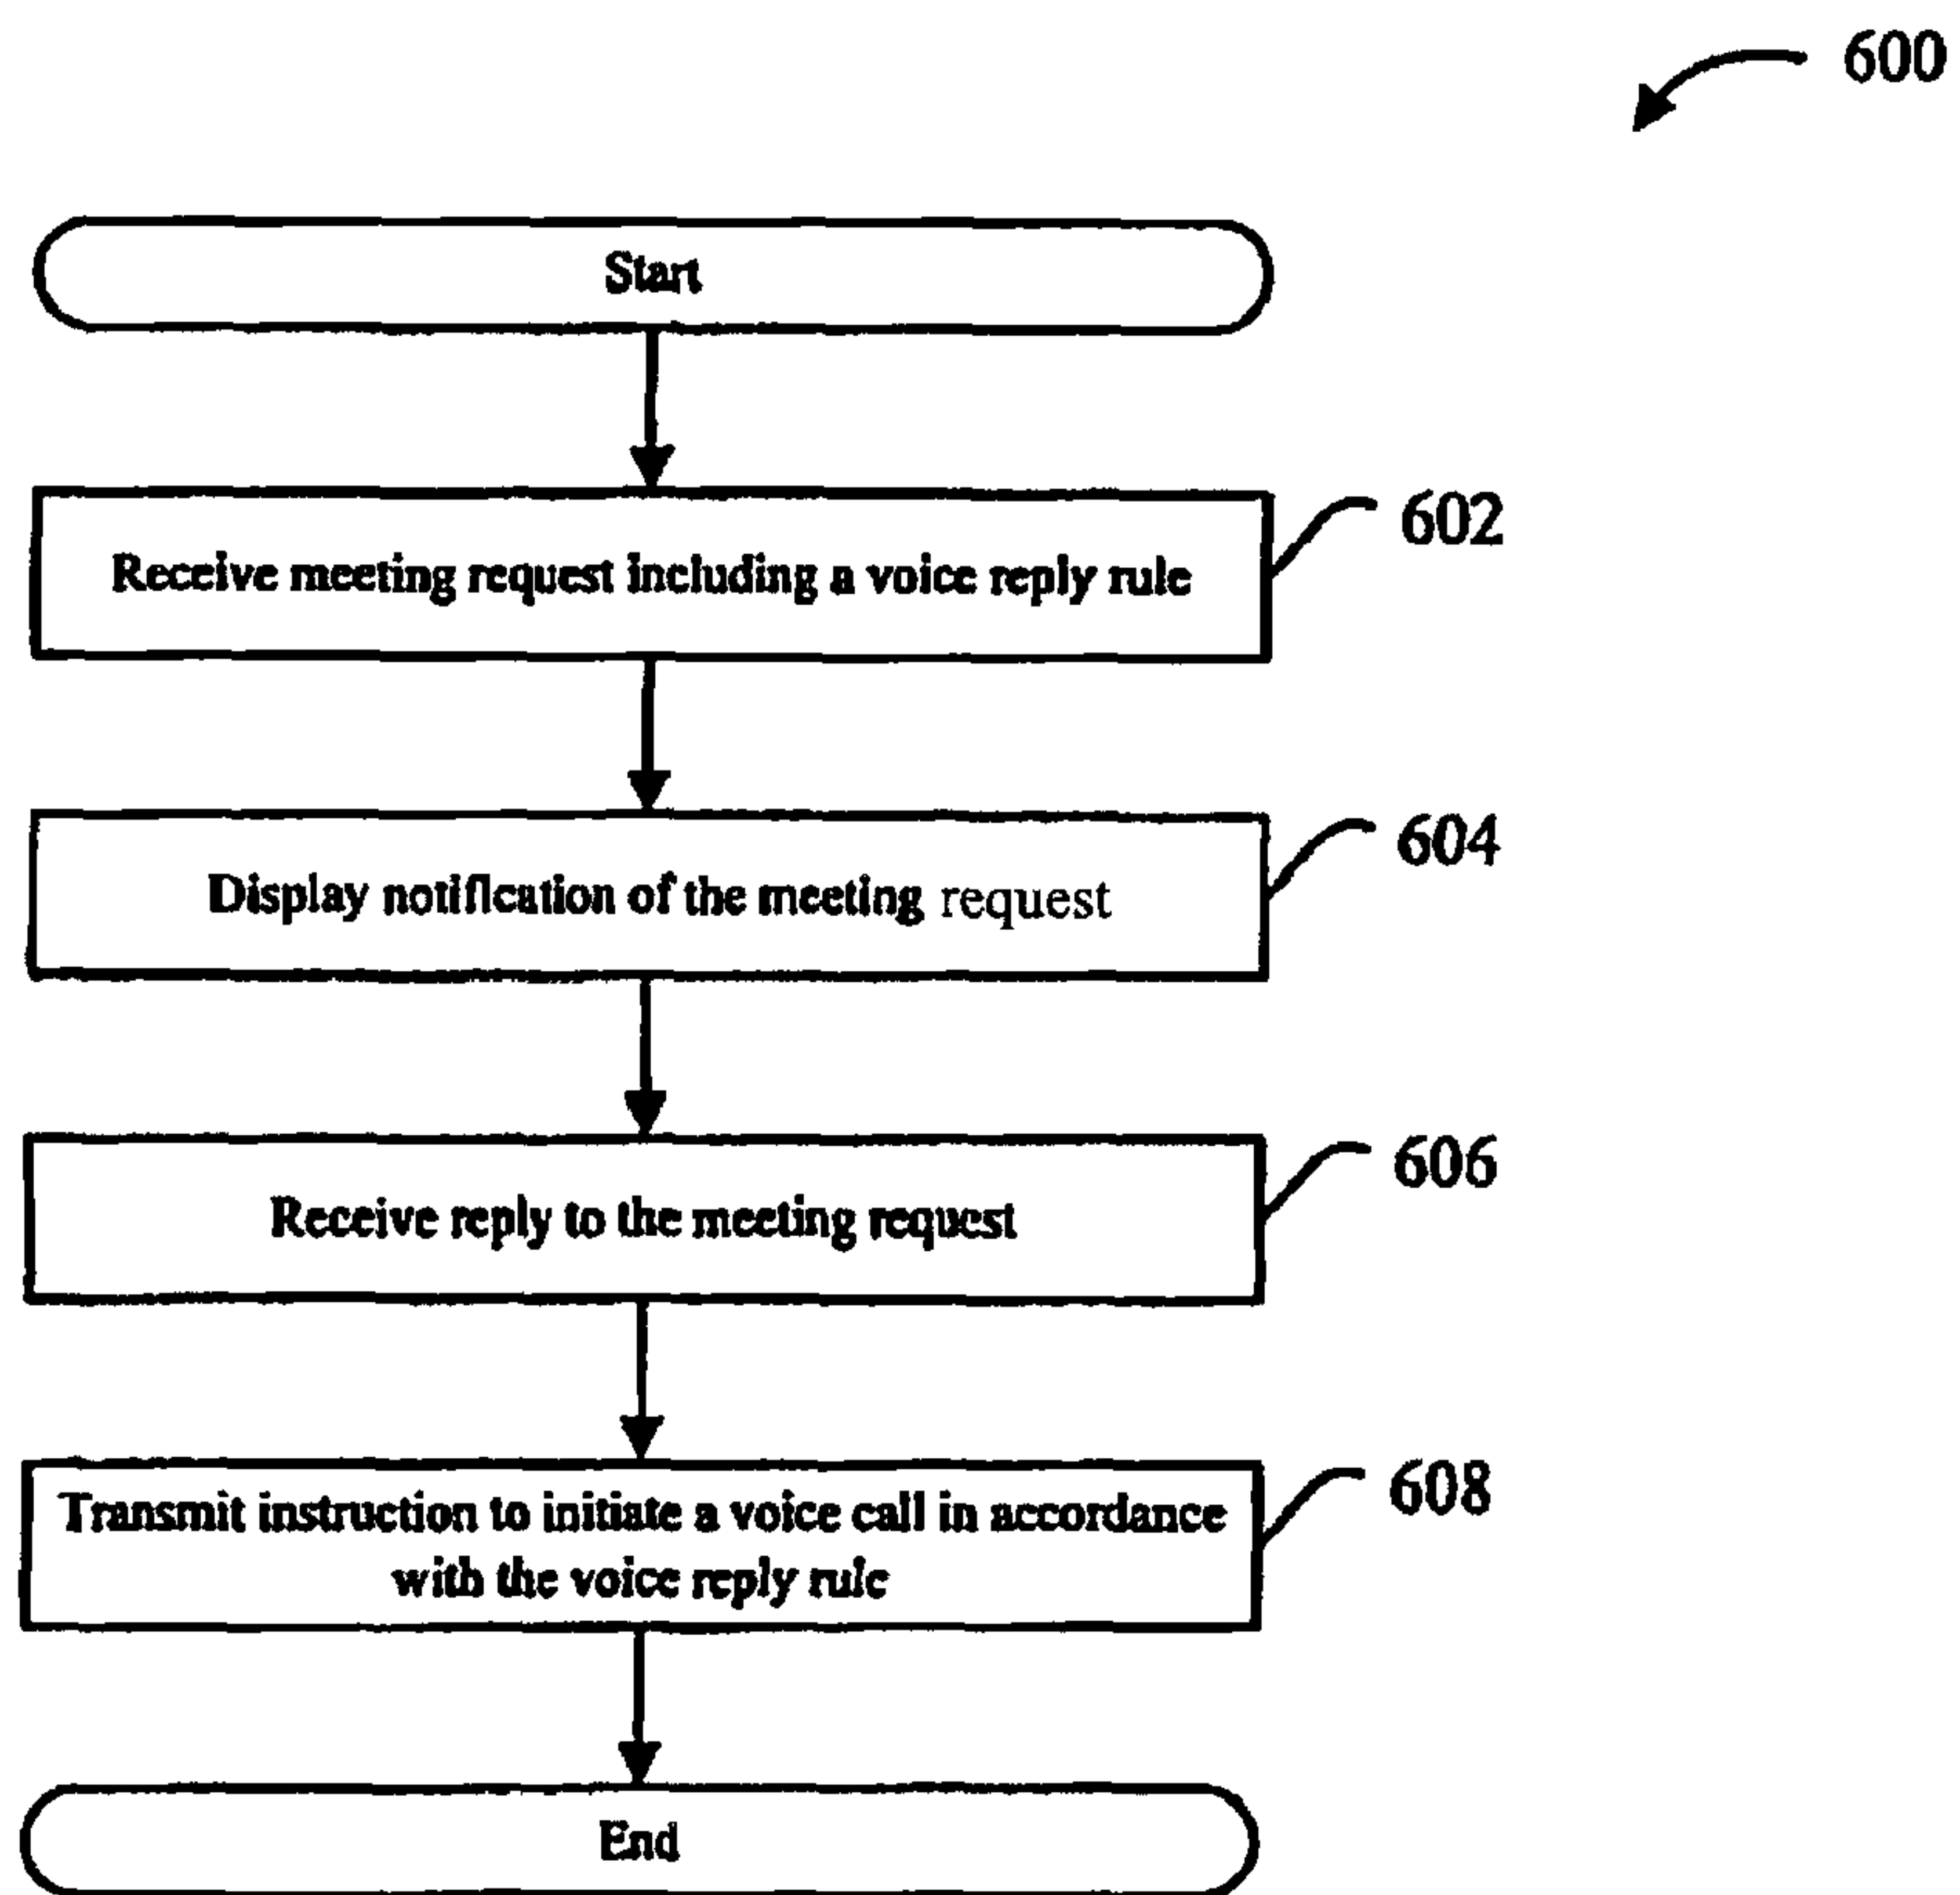 600
Start
Receive meeting request including a voice reply rule
602
Display notification of the meeting request
604
Receive reply to the meeting request
606
Transmit instruction to initiate a voice call in accordance
with the voice reply rule
608
End